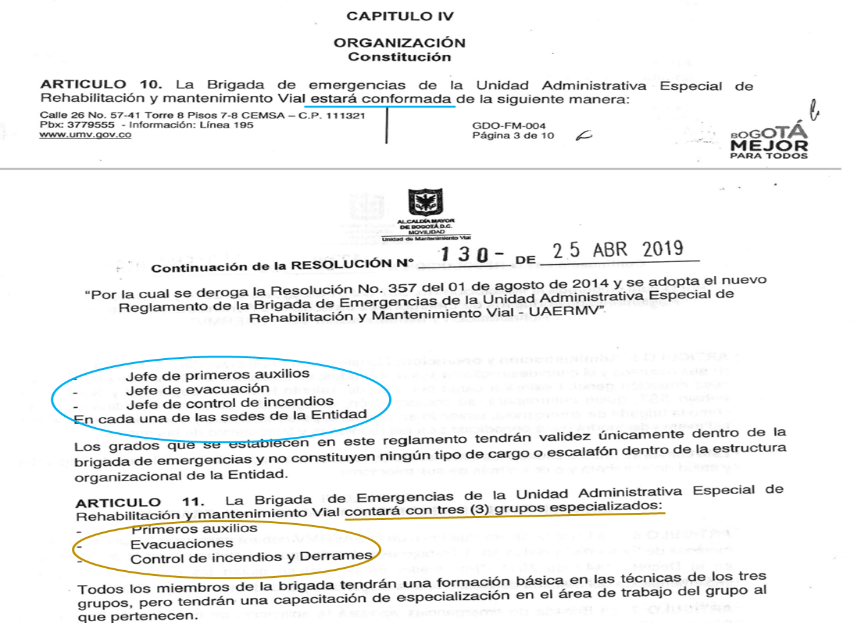 CAPITULO IV
ORGANIZACIÓN
Constitución
ARTICULO 10. La Brigada de emergencias de la Unidad Administrativa Especial de
Rehabilitación y mantenimiento Vial estará conformada de la siguiente manera:
Calle 26 No. 57-41 Torre 8 Pisos 7-8 CEMSA – C.P. 111321
Pbx: 3779555 - Información: Línea 195
www.umv.gov.co
GDO-FM-004
Página 3 de 10
BOGOTÁ
MEJOR
PARA TODOS
ALCALDÍA MAYOR
DE BOGOTÁ D.C.
MOVILIDAD
Unidad de Mantenimiento Vial
Continuación de la RESOLUCIÓN N° 130- DE 25 ABR 2019
"Por la cual se deroga la Resolución No. 357 del 01 de agosto de 2014 y se adopta el nuevo
Reglamento de la Brigada de Emergencias de la Unidad Administrativa Especial de
Rehabilitación y Mantenimiento Vial - UAERMV".
- Jefe de primeros auxilios
- Jefe de evacuación
- Jefe de control de incendios
En cada una de las sedes de la Entidad
Los grados que se establecen en este reglamento tendrán validez únicamente dentro de la
brigada de emergencias y no constituyen ningún tipo de cargo o escalafón dentro de la estructura
organizacional de la Entidad.
ARTICULO 11. La Brigada de Emergencias de la Unidad Administrativa Especial de
Rehabilitación y mantenimiento Vial contará con tres (3) grupos especializados:
- Primeros auxilios
- Evacuaciones
- Control de incendios y Derrames
Todos los miembros de la brigada tendrán una formación básica en las técnicas de los tres
grupos, pero tendrán una capacitación de especialización en el área de trabajo del grupo al
que pertenecen.